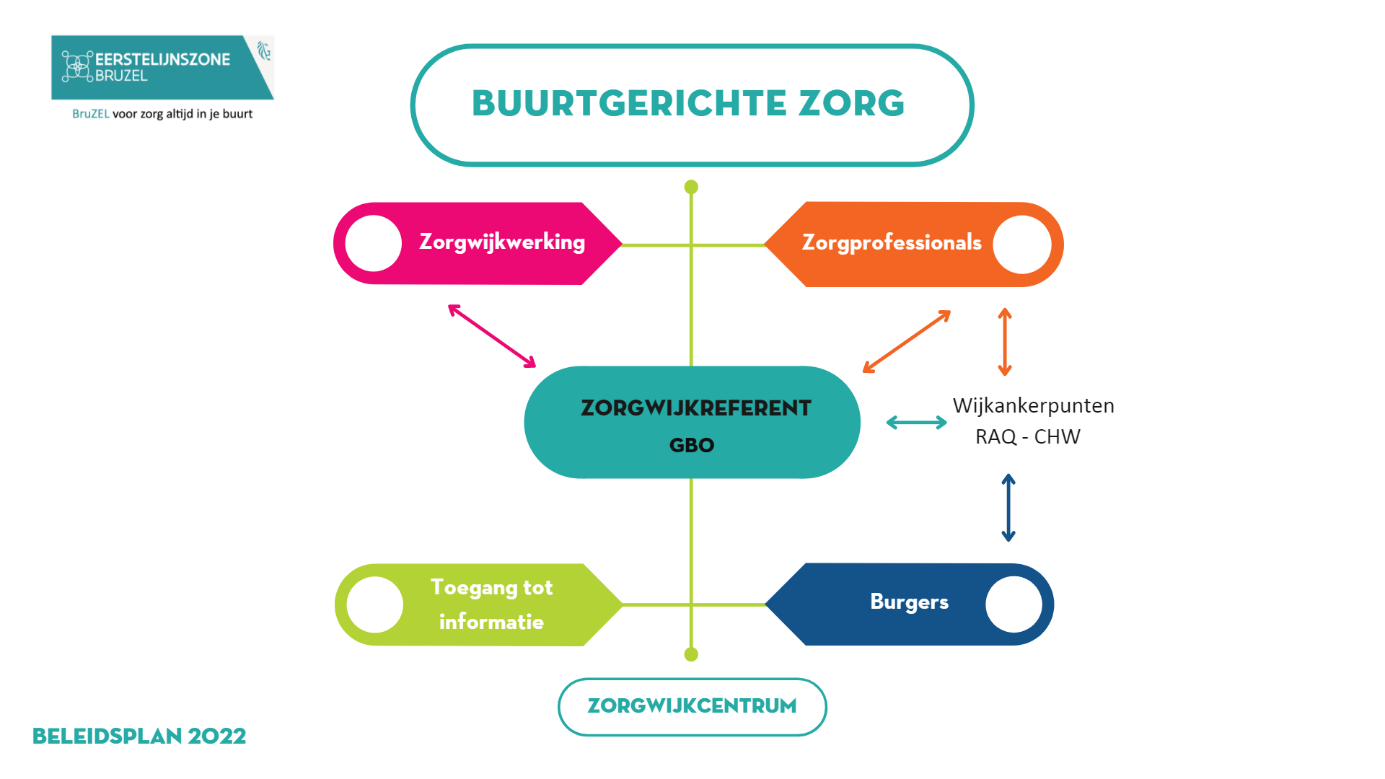 EERSTELIJNSZONE
BRUZEL
BruZEL voor zorg altijd in je buurt
BUURTGERICHTE ZORG
Zorgwijkwerking
Zorgprofessionals
ZORGWIJKREFERENT
GBO
Wijkankerpunten
RAQ - CHW
Toegang tot
informatie
Burgers
ZORGWIJKCENTRUM
BELEIDSPLAN 2022